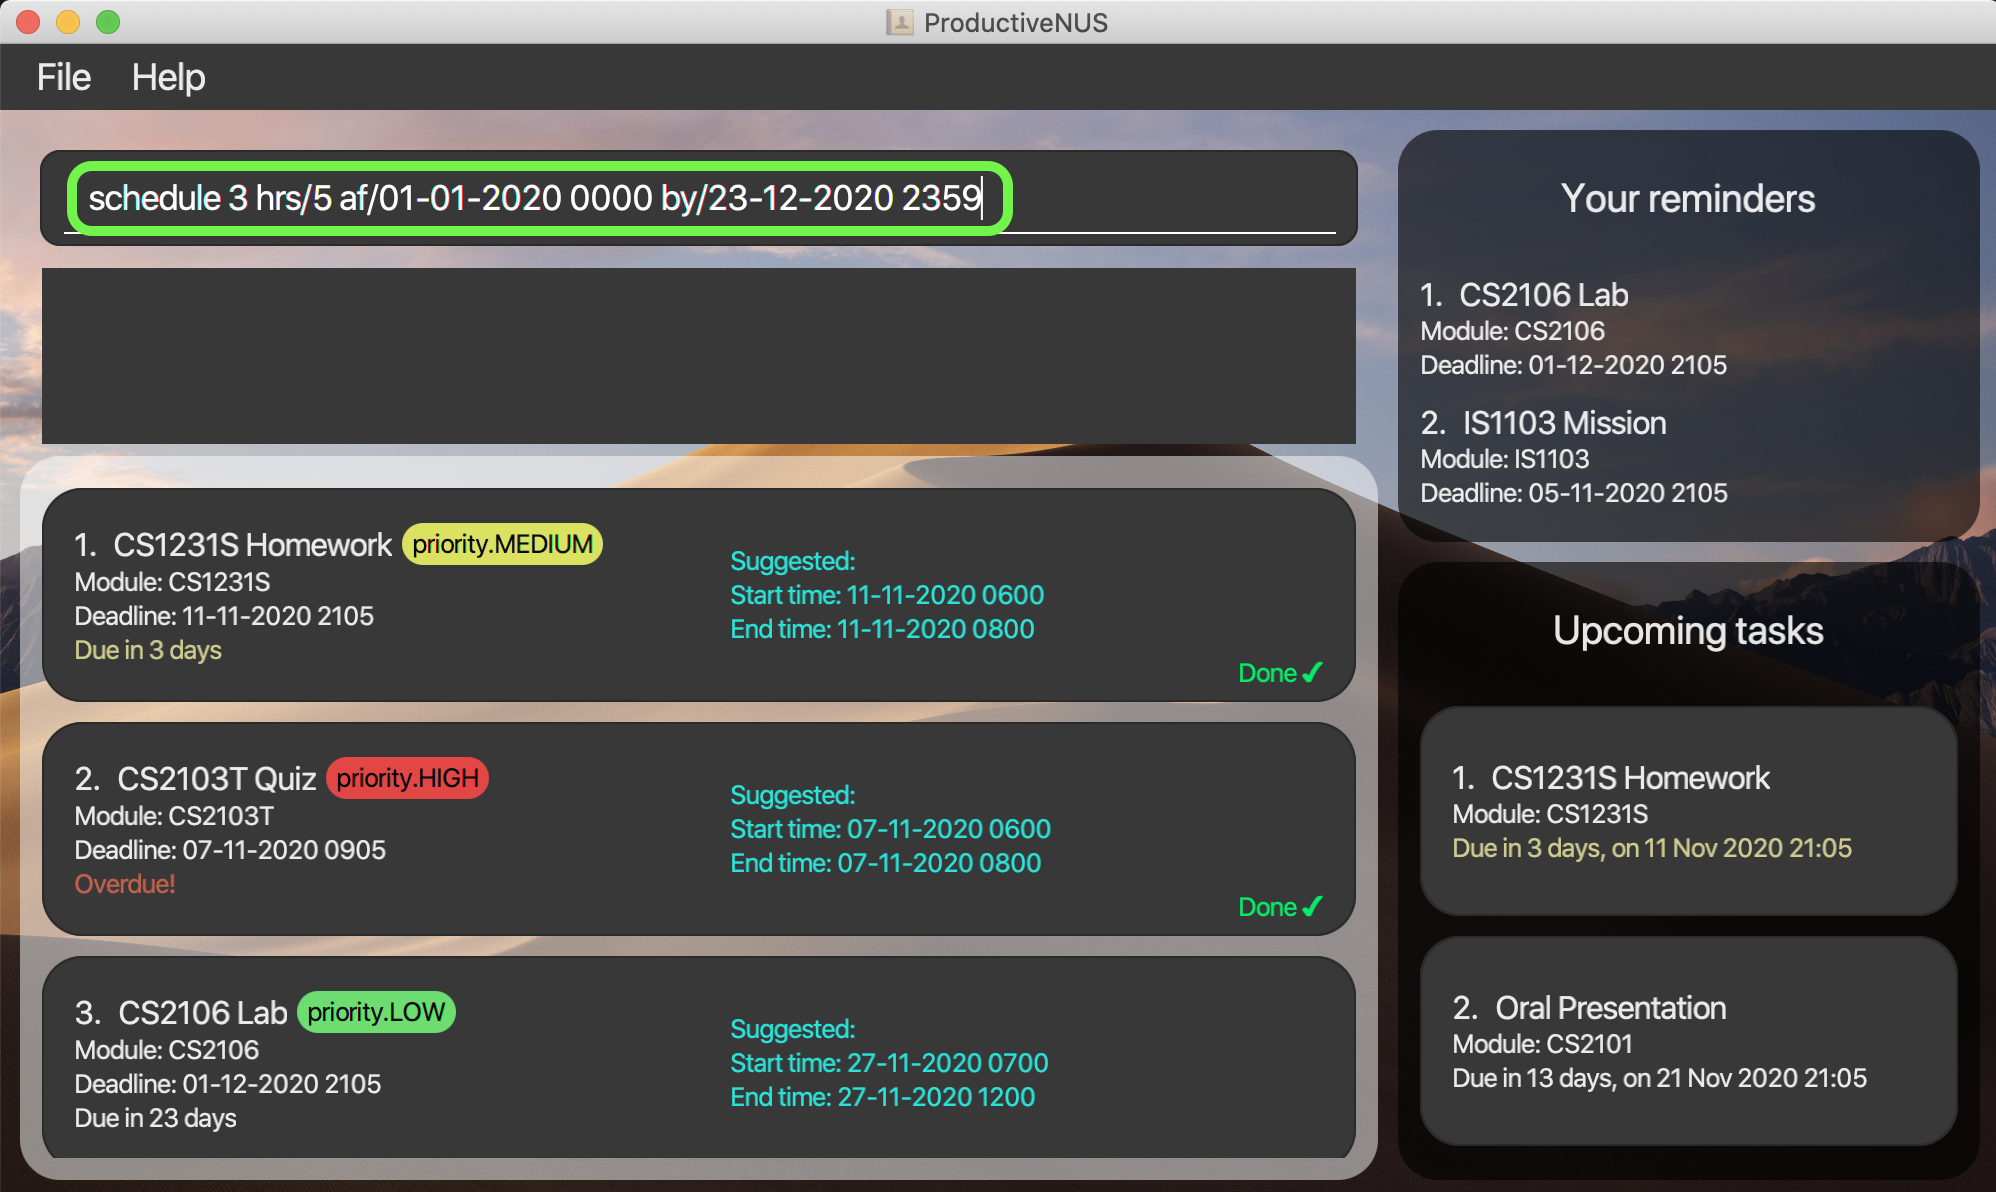 ProductiveNUS
File Help
schedule 3 hrs/5 af/01-01-2020 0000 by/23-12-2020 2359
1. CS1231S Homework priority.MEDIUM
Module: CS1231S
Deadline: 11-11-2020 2105
Due in 3 days
Suggested:
Start time: 11-11-2020 0600
End time: 11-11-2020 0800
Done ✓
2. CS2103T Quiz priority.HIGH
Module: CS2103T
Deadline: 07-11-2020 0905
Overdue!
Suggested:
Start time: 07-11-2020 0600
End time: 07-11-2020 0800
Done ✓
3. CS2106 Lab priority.LOW
Module: CS2106
Deadline: 01-12-2020 2105
Due in 23 days
Suggested:
Start time: 27-11-2020 0700
End time: 27-11-2020 1200
Your reminders
1. CS2106 Lab
Module: CS2106
Deadline: 01-12-2020 2105
2. IS1103 Mission
Module: IS1103
Deadline: 05-11-2020 2105
Upcoming tasks
1. CS1231S Homework
Module: CS1231S
Due in 3 days, on 11 Nov 2020 21:05
2. Oral Presentation
Module: CS2101
Due in 13 days, on 21 Nov 2020 21:05